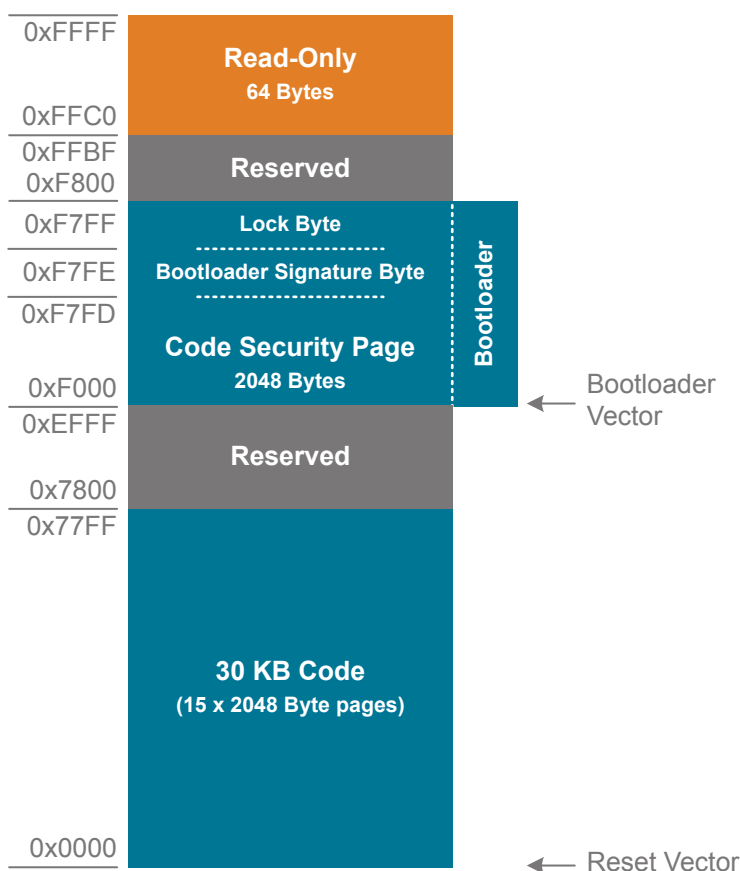 0xFFFF
Read-Only
64 Bytes
0xFFC0
0xFFBF
Reserved
0xF800
0xF7FF
Lock Byte
0xF7FE
Bootloader Signature Byte
0xF7FD
Bootloader
Code Security Page
2048 Bytes
0xF000
Bootloader
Vector
0xEFFF
Reserved
0x7800
0x77FF
30 KB Code
(15 x 2048 Byte pages)
0x0000
Reset Vector